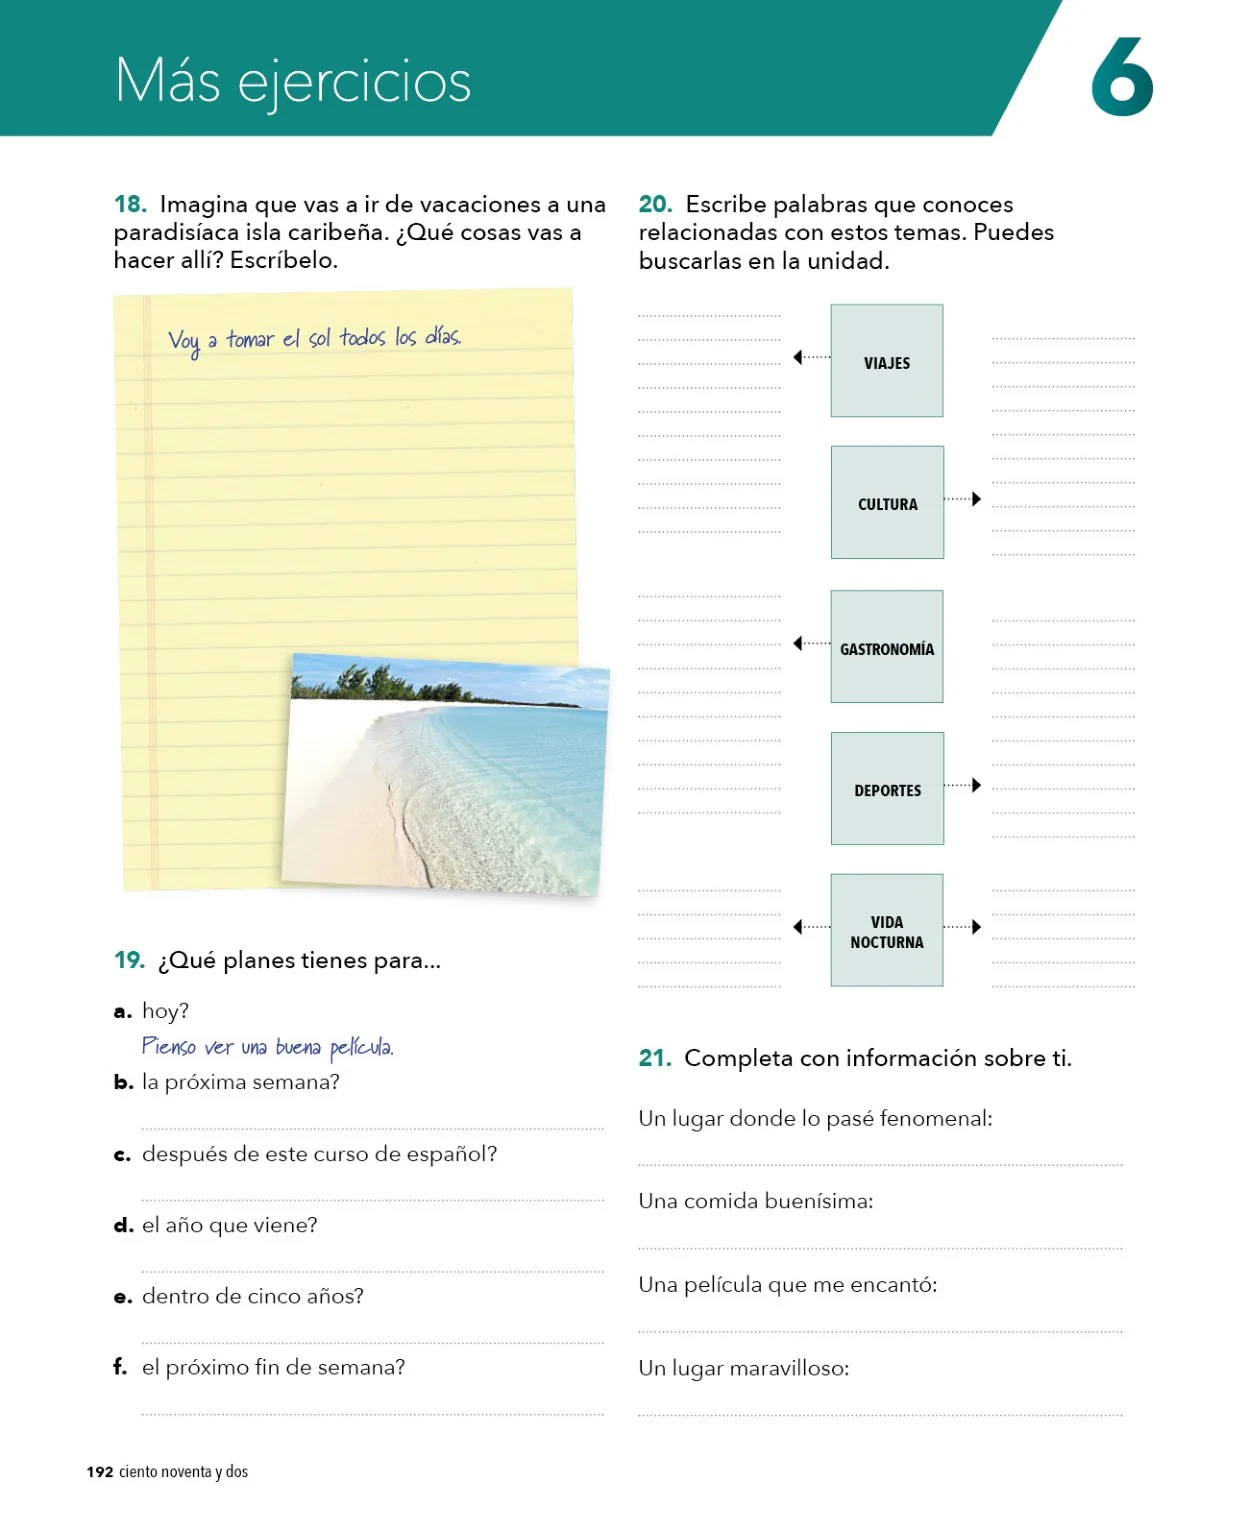 Más ejercicios
6
18. Imagina que vas a ir de vacaciones a una
paradisíaca isla caribeña. ¿Qué cosas vas a
hacer allí? Escríbelo.
Voy a tomar el sol todos los días.
19. ¿Qué planes tienes para...
a. hoy?
Pienso ver una buena película.
b. la próxima semana?
c. después de este curso de español?
d. el año que viene?
e. dentro de cinco años?
f. el próximo fin de semana?
20. Escribe palabras que conoces
relacionadas con estos temas. Puedes
buscarlas en la unidad.
VIAJES
CULTURA
GASTRONOMÍA
DEPORTES
VIDA
NOCTURNA
21. Completa con información sobre ti.
Un lugar donde lo pasé fenomenal:
Una comida buenísima:
Una película que me encantó:
Un lugar maravilloso:
192 ciento noventa y dos